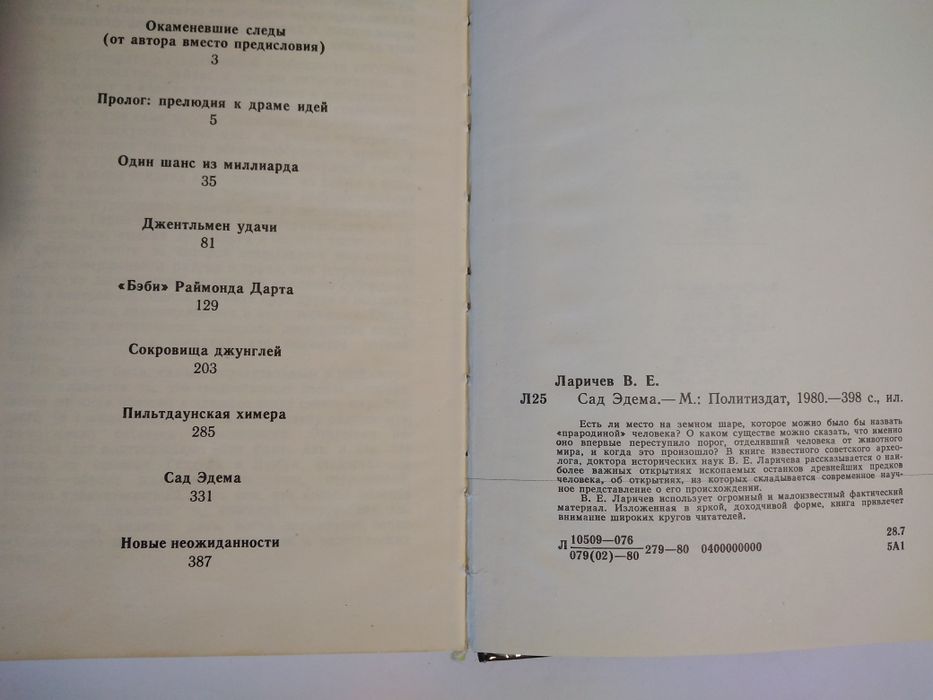 Окаменевшие следы
(от автора вместо предисловия)
3
Пролог: прелюдия к драме идей
5
Один шанс из миллиарда
35
Джентльмен удачи
81
«Бэби» Раймонда Дарта
129
Сокровища джунглей
203
Пильтдаунская химера
285
Сад Эдема
331
Новые неожиданности
387
Ларичев В. Е.
Л25 Сад Эдема.— М.: Политиздат, 1980.—398 с., ил.
Есть ли место на земном шаре, которое можно было бы назвать
«прародиной» человека? О каком существе можно сказать, что именно
оно впервые переступило порог, отделивший человека от животного
мира, и когда это произошло? В книге известного советского архео-
лога, доктора исторических наук В. Е. Ларичева рассказывается о наи-
более важных открытиях ископаемых останков древнейших предков
человека, об открытиях, из которых складывается современное науч-
ное представление о его происхождении.
В. Е. Ларичев использует огромный и малоизвестный фактический
материал. Изложенная в яркой, доходчивой форме, книга привлечет
внимание широких кругов читателей.
Л 10509—076
079(02)—80 279—80 0400000000
28.7
5А1